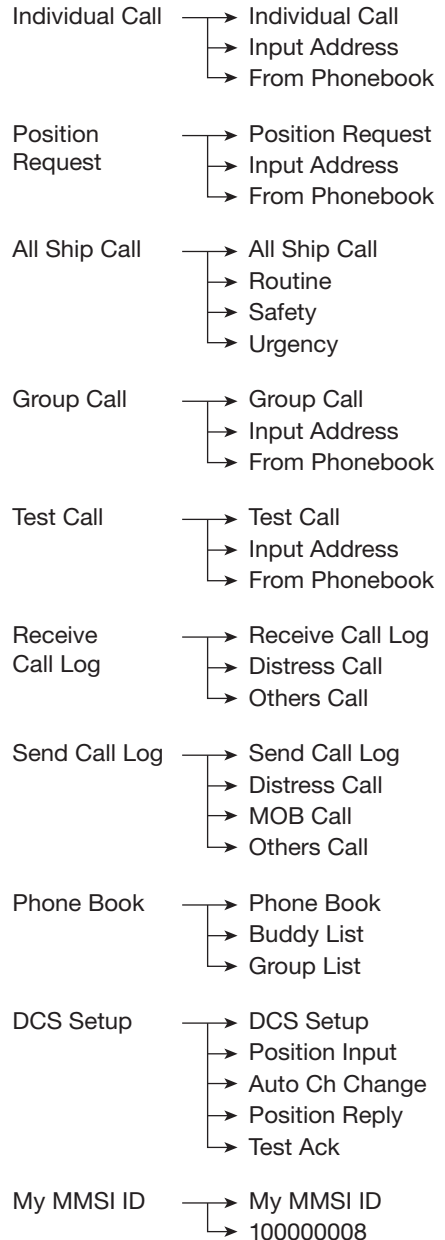 Individual Call
Individual Call
Input Address
From Phonebook
Position
Request
Position Request
Input Address
From Phonebook
All Ship Call
All Ship Call
Routine
Safety
Urgency
Group Call
Group Call
Input Address
From Phonebook
Test Call
Test Call
Input Address
From Phonebook
Receive
Call Log
Receive Call Log
Distress Call
Others Call
Send Call Log
Send Call Log
Distress Call
MOB Call
Others Call
Phone Book
Phone Book
Buddy List
Group List
DCS Setup
DCS Setup
Position Input
Auto Ch Change
Position Reply
Test Ack
My MMSI ID
My MMSI ID
100000008